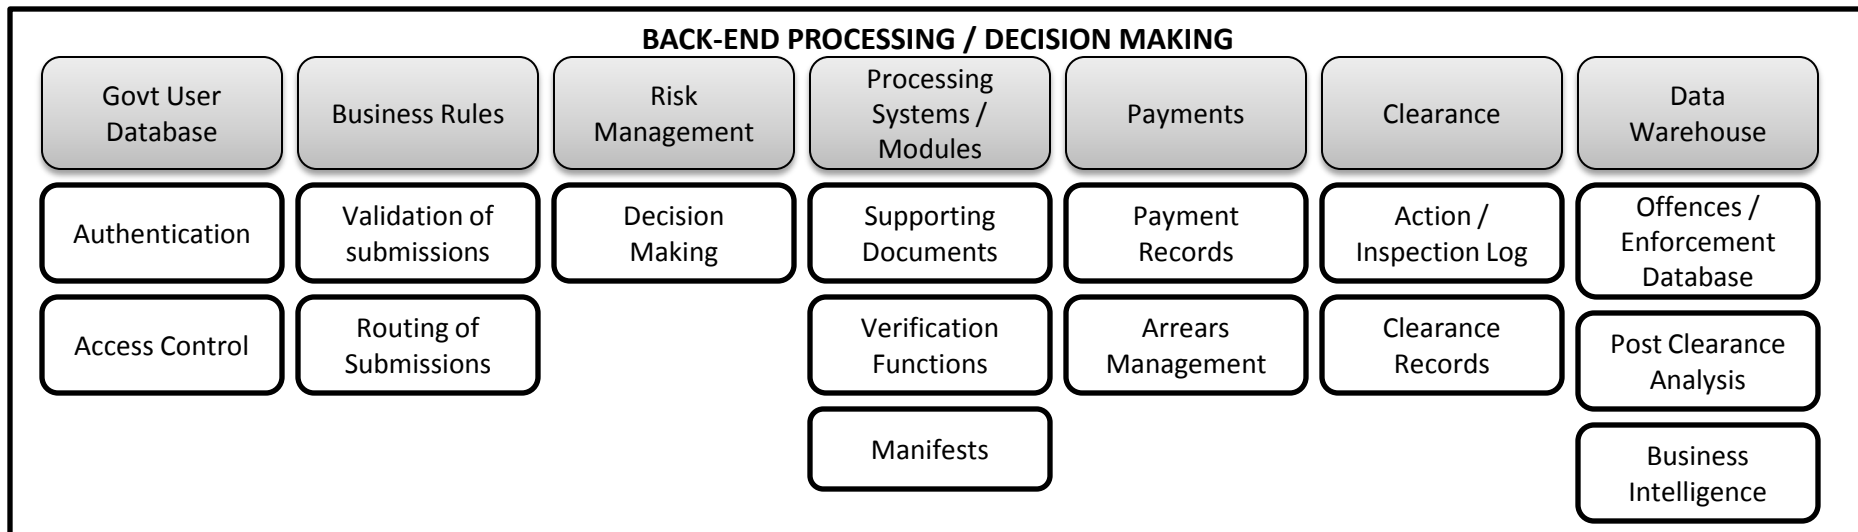 BACK-END PROCESSING / DECISION MAKING
Govt User
Database
Business Rules
Risk
Management
Processing
Systems /
Modules
Payments
Clearance
Data
Warehouse
Authentication
Validation of
submissions
Decision
Making
Supporting
Documents
Payment
Records
Action /
Inspection Log
Offences /
Enforcement
Database
Access Control
Routing of
Submissions
Verification
Functions
Arrears
Management
Clearance
Records
Post Clearance
Analysis
Manifests
Business
Intelligence